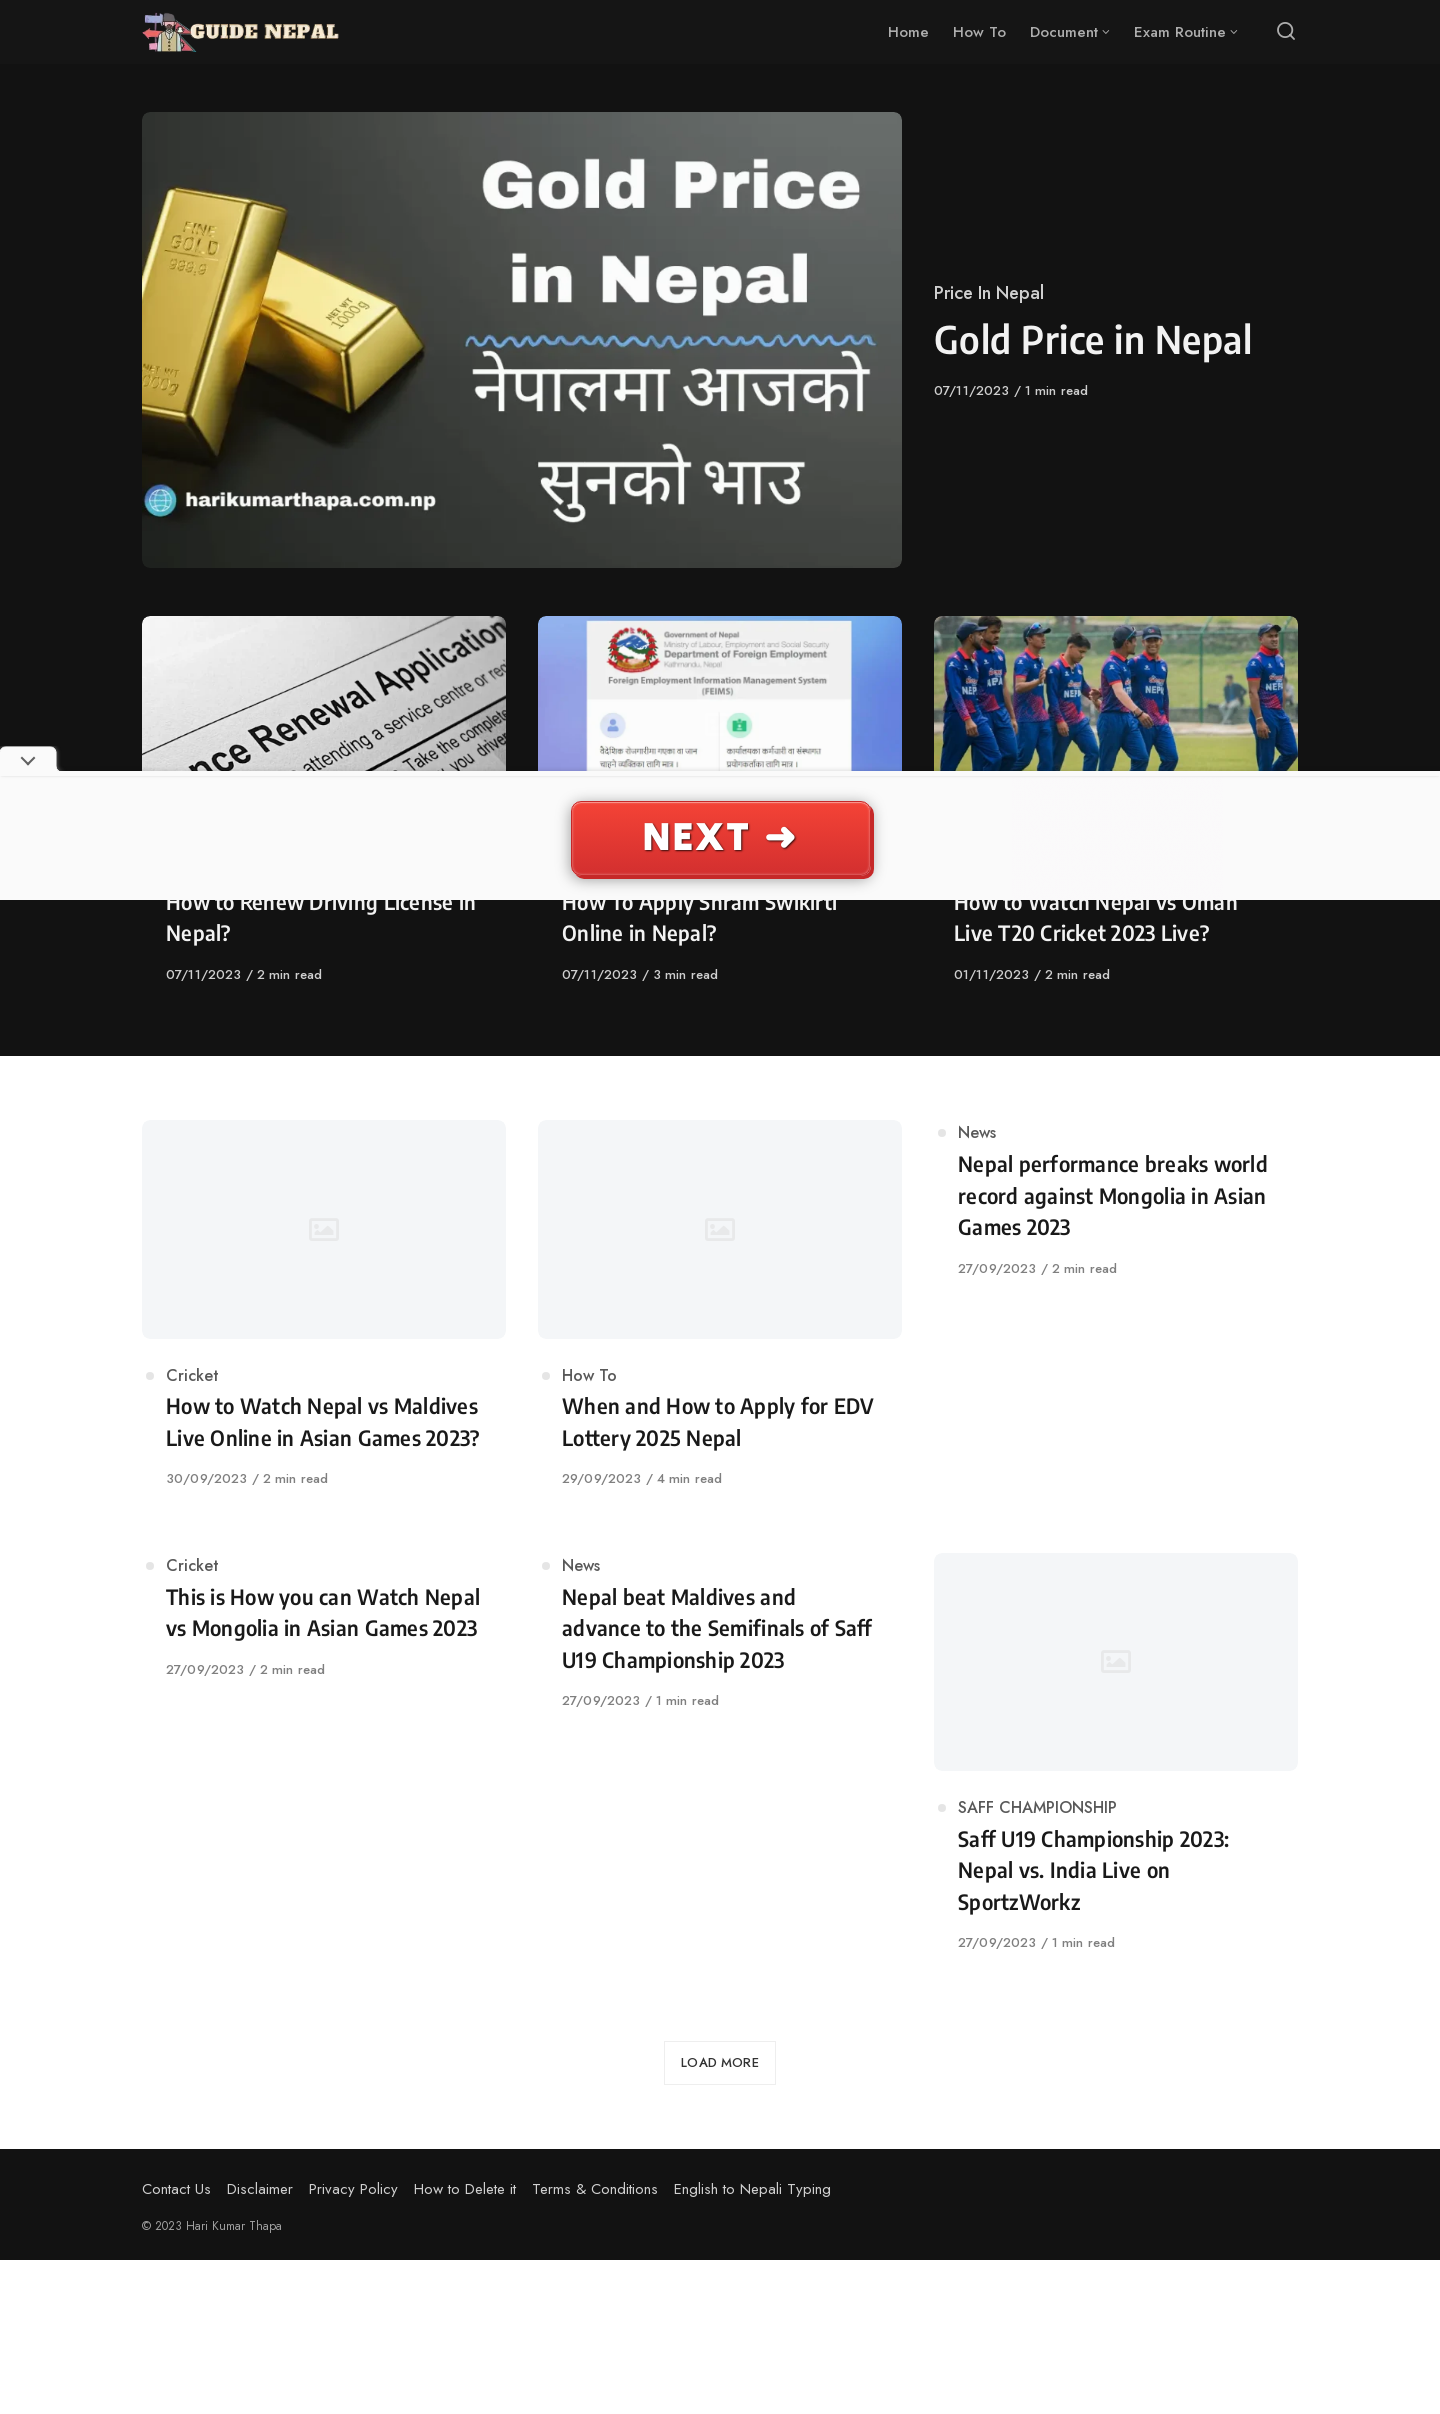 GUIDE NEPAL
Home How To Document Exam Routine
Gold Price
in Nepal
नेपालमा आजको
सुनको भाउ
FINE
GOLD
999.9
NET WT
1000g
NET WT
1000g
harikumarthapa.com.np
Price In Nepal
Gold Price in Nepal
07/11/2023 / 1 min read
nce Renewal Application
attending a service centre or
Take the complete
you
Government of Nepal
Ministry of Labour, Employment and Social Security
Department of Foreign Employment
Kathmandu, Nepal
Foreign Employment Information Management System
(FEIMS)
वैदेशिक रोजगारीमा गएका वा जान
चाहने व्यक्तिका लागि मात्र ।
कार्यालयका कर्मचारी वा संस्थागत
प्रयोगकर्ताका लागि मात्र ।
NEXT ➜
How to Renew Driving License in
Nepal?
07/11/2023 / 2 min read
How To Apply Shram Swikirti
Online in Nepal?
07/11/2023 / 3 min read
How to Watch Nepal vs Oman
Live T20 Cricket 2023 Live?
01/11/2023 / 2 min read
Cricket
How to Watch Nepal vs Maldives
Live Online in Asian Games 2023?
30/09/2023 / 2 min read
How To
When and How to Apply for EDV
Lottery 2025 Nepal
29/09/2023 / 4 min read
News
Nepal performance breaks world
record against Mongolia in Asian
Games 2023
27/09/2023 / 2 min read
Cricket
This is How you can Watch Nepal
vs Mongolia in Asian Games 2023
27/09/2023 / 2 min read
News
Nepal beat Maldives and
advance to the Semifinals of Saff
U19 Championship 2023
27/09/2023 / 1 min read
SAFF CHAMPIONSHIP
Saff U19 Championship 2023:
Nepal vs. India Live on
SportzWorkz
27/09/2023 / 1 min read
LOAD MORE
Contact Us Disclaimer Privacy Policy How to Delete it Terms & Conditions English to Nepali Typing
© 2023 Hari Kumar Thapa